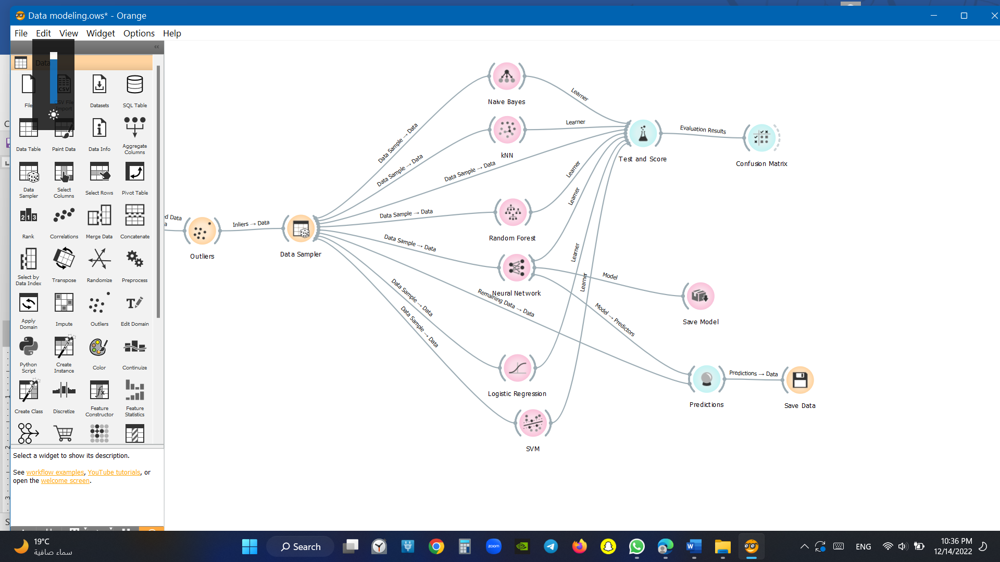 Data modeling.ows* - Orange
File Edit View Widget Options Help
Data
File
CSV File Import
Datasets
SQL Table
Data Table
Paint Data
Data Info
Aggregate Columns
Data Sampler
Select Columns
Select Rows
Pivot Table
Rank
Correlations
Merge Data
Concatenate
Select by Data Index
Transpose
Randomize
Preprocess
Apply Domain
Impute
Outliers
Edit Domain
Python Script
Create Instance
Color
Continuize
Create Class
Discretize
Feature Constructor
Feature Statistics
Select a widget to show its description.
See workflow examples, YouTube tutorials, or
open the welcome screen.
d Data
a
Outliers
Inliers → Data
Data Sampler
Data Sample → Data
Data Sample → Data
Data Sample → Data
Data Sample → Data
Data Sample → Data
Data Sample → Data
Data Sample → Data
Remaining Data → Data
Naive Bayes
kNN
Random Forest
Neural Network
Logistic Regression
SVM
Learner
Learner
Learner
Learner
Learner
Learner
Test and Score
Evaluation Results
Confusion Matrix
Model
Save Model
Model → Predictors
Predictions
Predictions → Data
Save Data
19°C
سماء صافية
Search
zoom
ENG
10:36 PM
12/14/2022